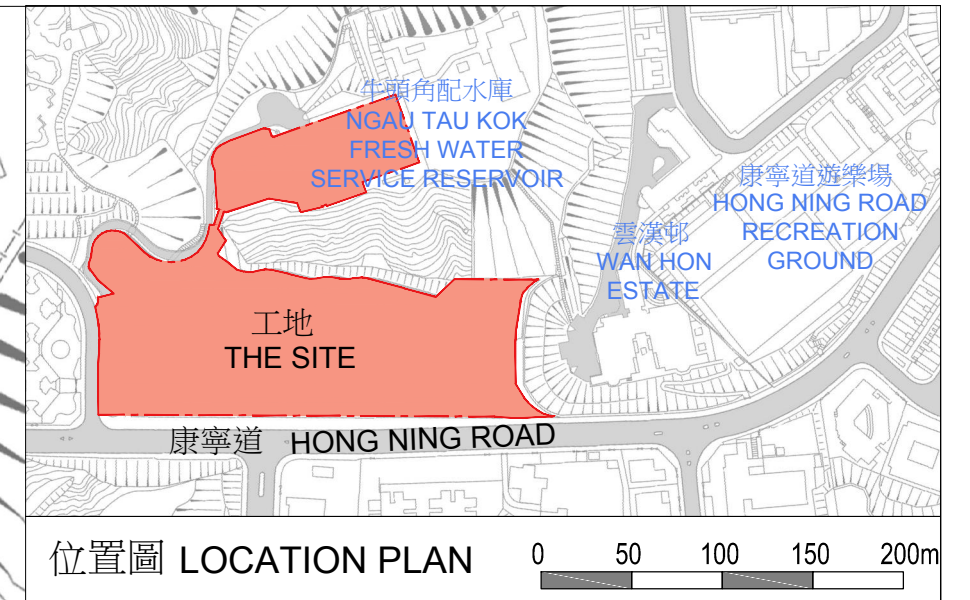 牛頭角配水庫
NGAU TAU KOK
FRESH WATER
SERVICE RESERVOIR
康寧道遊樂場
HONG NING ROAD
RECREATION
GROUND
雲漢邨
WAN HON
ESTATE
工地
THE SITE
康寧道 HONG NING ROAD
位置圖 LOCATION PLAN
0 50 100 150 200m